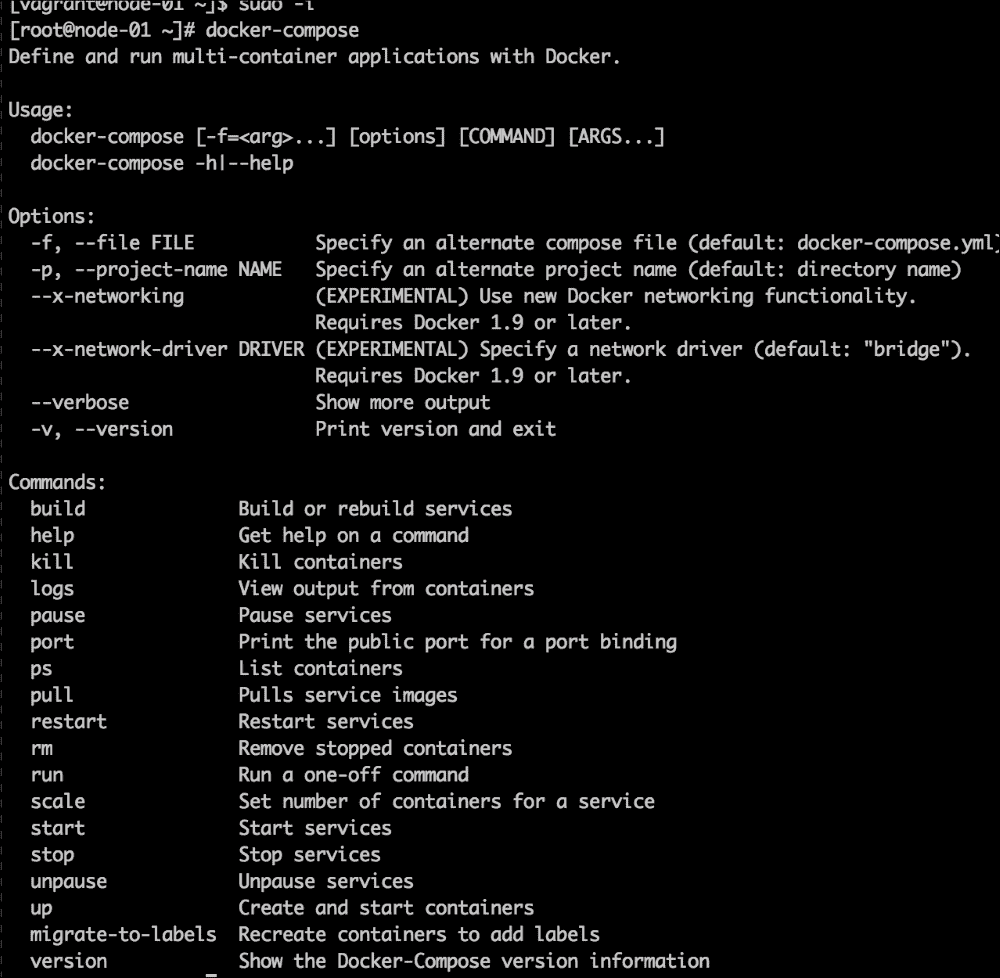 [vagrant@node-01 ~]$ sudo -i
[root@node-01 ~]# docker-compose
Define and run multi-container applications with Docker.

Usage:
  docker-compose [-f=<arg>...] [options] [COMMAND] [ARGS...]
  docker-compose -h|--help

Options:
  -f, --file FILE           Specify an alternate compose file (default: docker-compose.yml)
  -p, --project-name NAME   Specify an alternate project name (default: directory name)
  --x-networking            (EXPERIMENTAL) Use new Docker networking functionality.
                            Requires Docker 1.9 or later.
  --x-network-driver DRIVER (EXPERIMENTAL) Specify a network driver (default: "bridge").
                            Requires Docker 1.9 or later.
  --verbose                 Show more output
  -v, --version             Print version and exit

Commands:
  build              Build or rebuild services
  help               Get help on a command
  kill               Kill containers
  logs               View output from containers
  pause              Pause services
  port               Print the public port for a port binding
  ps                 List containers
  pull               Pulls service images
  restart            Restart services
  rm                 Remove stopped containers
  run                Run a one-off command
  scale              Set number of containers for a service
  start              Start services
  stop               Stop services
  unpause            Unpause services
  up                 Create and start containers
  migrate-to-labels  Recreate containers to add labels
  version            Show the Docker-Compose version information